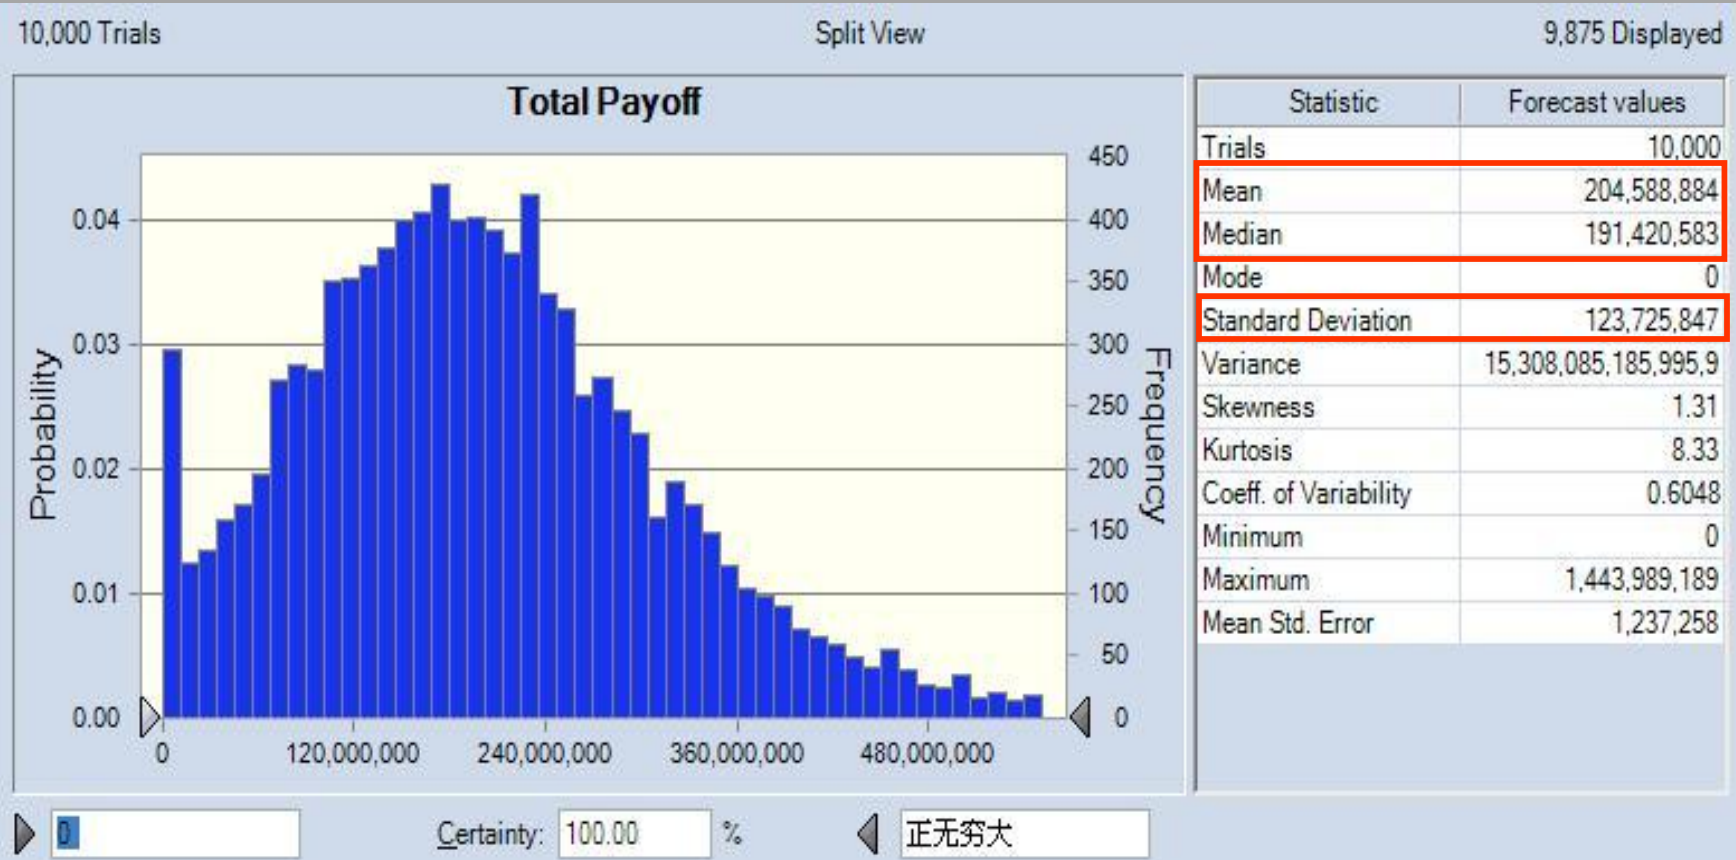 10,000 Trials Split View 9,875 Displayed
Total Payoff
Probability
0.04
0.03
0.02
0.01
0.00
450
400
350
300
250
200
150
100
50
0
Frequency
0 120,000,000 240,000,000 360,000,000 480,000,000
Statistic Forecast values
Trials 10,000
Mean 204,588,884
Median 191,420,583
Mode 0
Standard Deviation 123,725,847
Variance 15,308,085,185,995,9
Skewness 1.31
Kurtosis 8.33
Coeff. of Variability 0.6048
Minimum 0
Maximum 1,443,989,189
Mean Std. Error 1,237,258
0 Certainty: 100.00 % 正无穷大